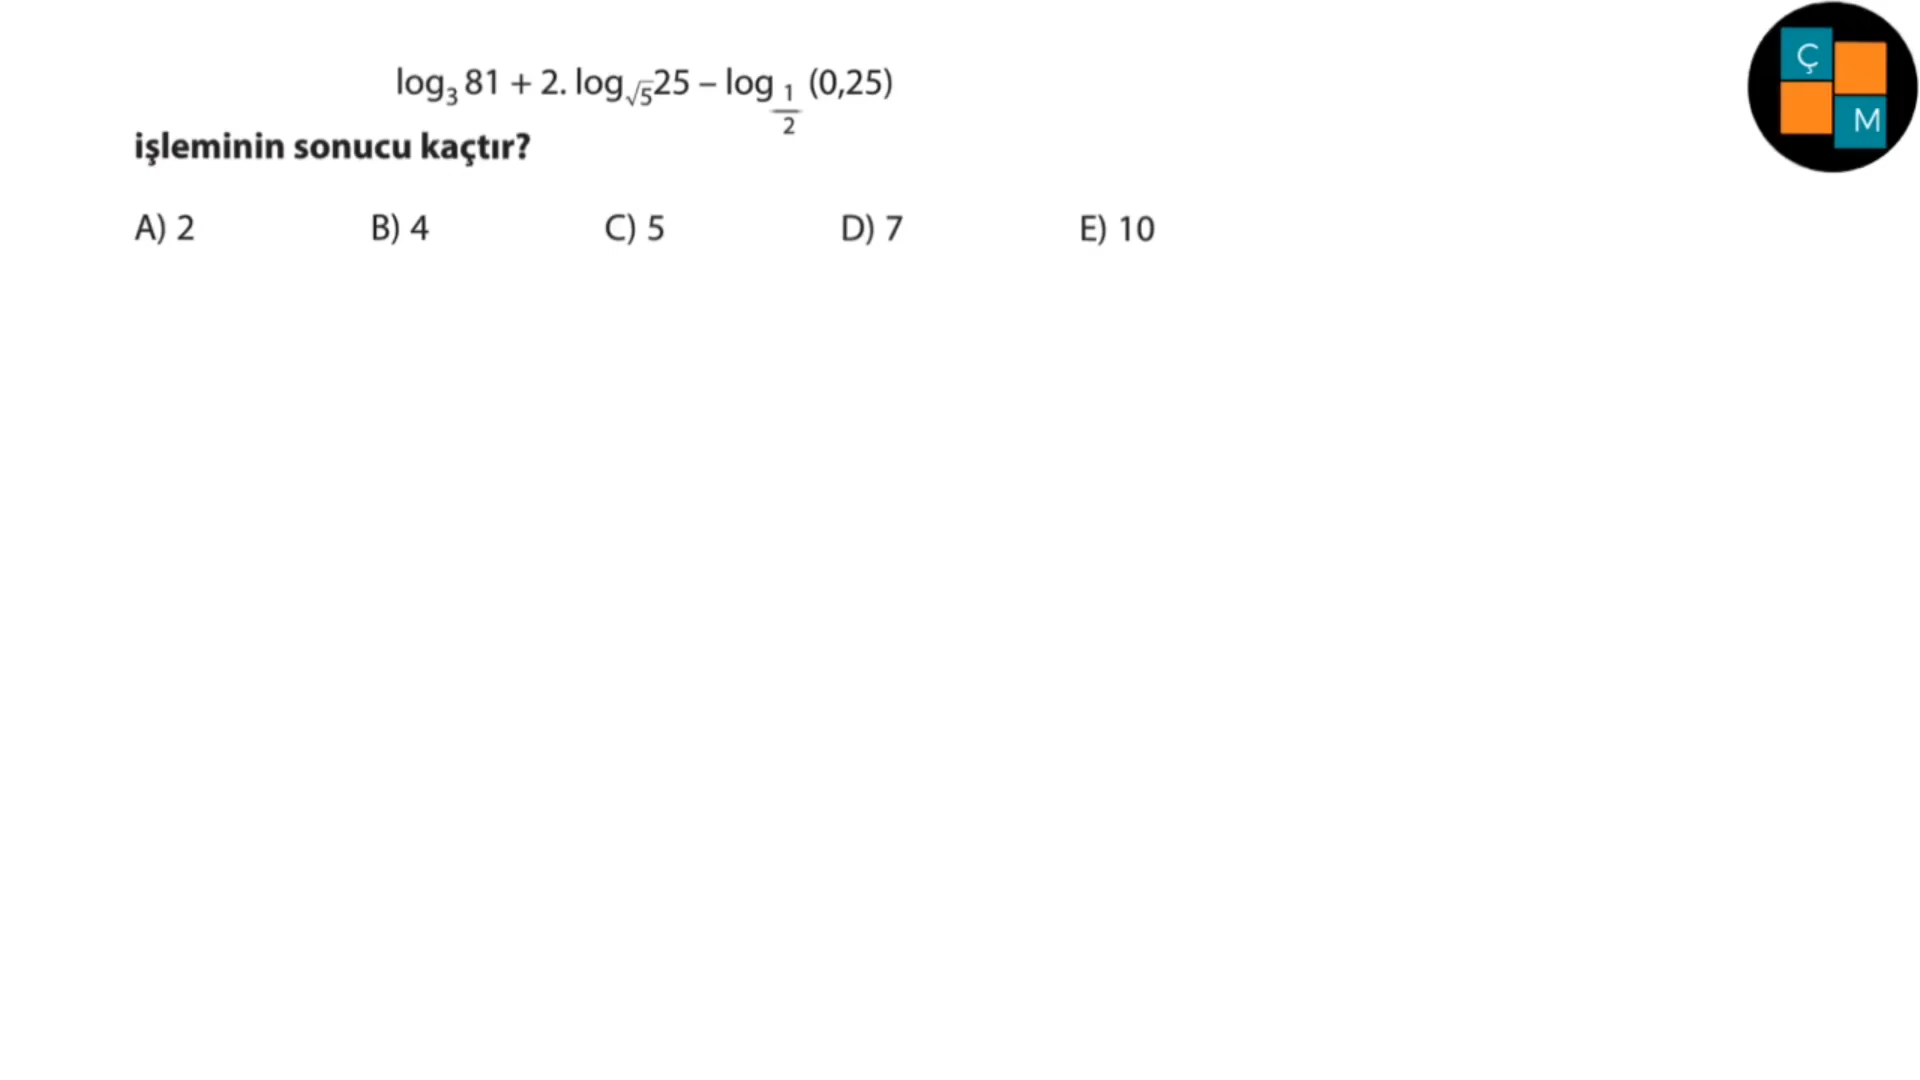 log₃ 81 + 2. log√5 25 – log 1/2 (0,25)
işleminin sonucu kaçtır?
A) 2 B) 4 C) 5 D) 7 E) 10
Ç
M